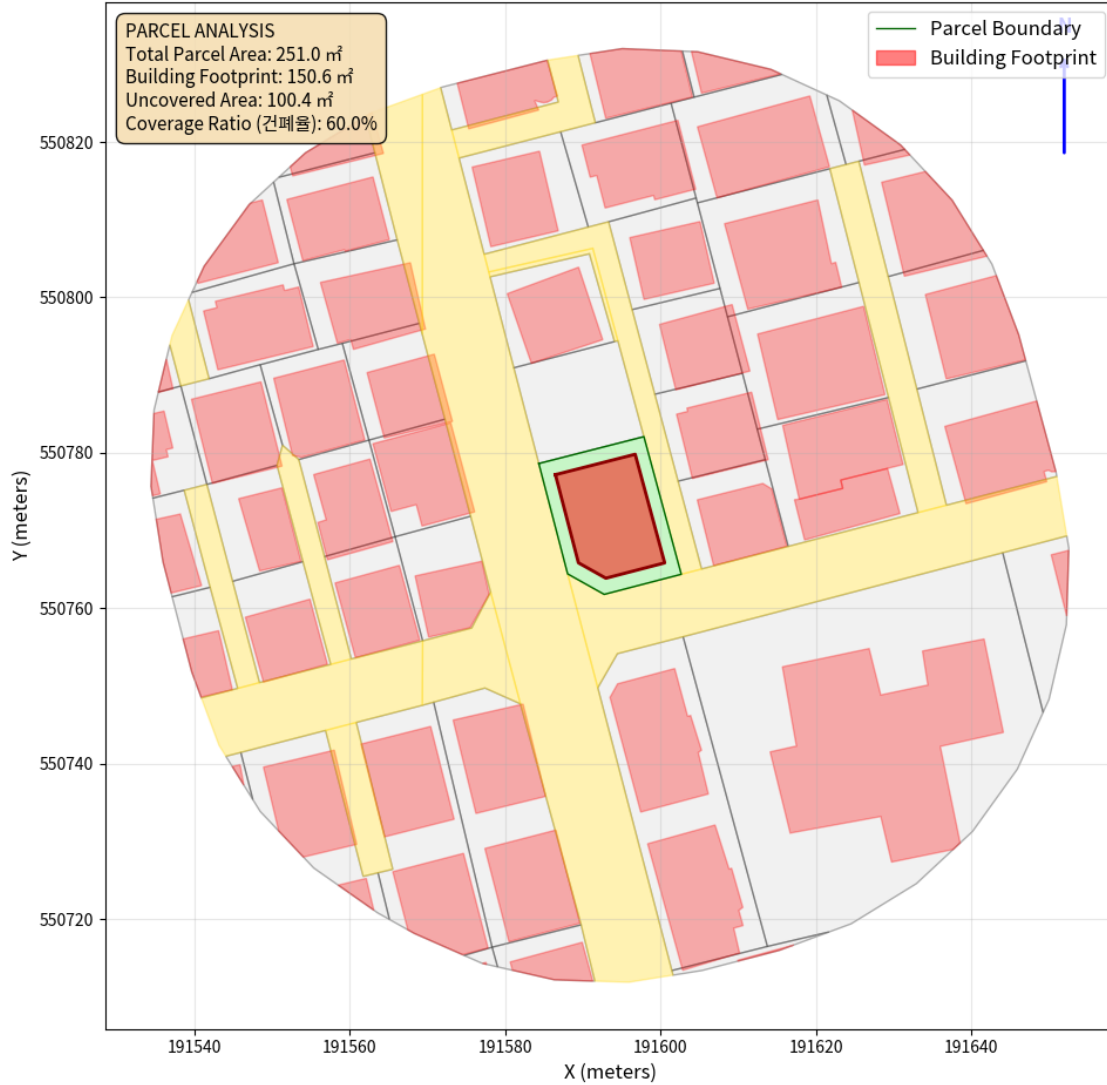 PARCEL ANALYSIS
Total Parcel Area: 251.0 ㎡
Building Footprint: 150.6 ㎡
Uncovered Area: 100.4 ㎡
Coverage Ratio (건폐율): 60.0%
Parcel Boundary
Building Footprint
N
550820
550800
550780
550760
550740
550720
Y (meters)
191540
191560
191580
191600
191620
191640
X (meters)